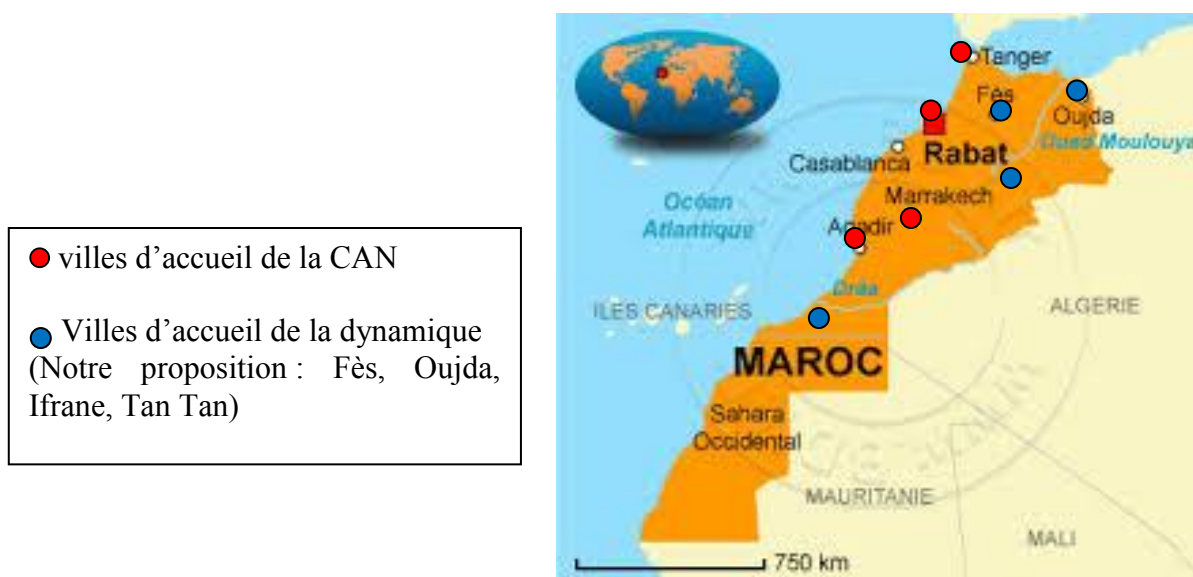 villes d'accueil de la CAN
Villes d'accueil de la dynamique
(Notre proposition : Fès, Oujda,
Ifrane, Tan Tan)
Tanger
Fès
Oujda
Oued Moulouya
Casablanca
Rabat
Océan
Atlantique
Marrakech
Agadir
Drâa
ILES CANARIES
ALGERIE
MAROC
Sahara
Occidental
MAURITANIE
MALI
750 km